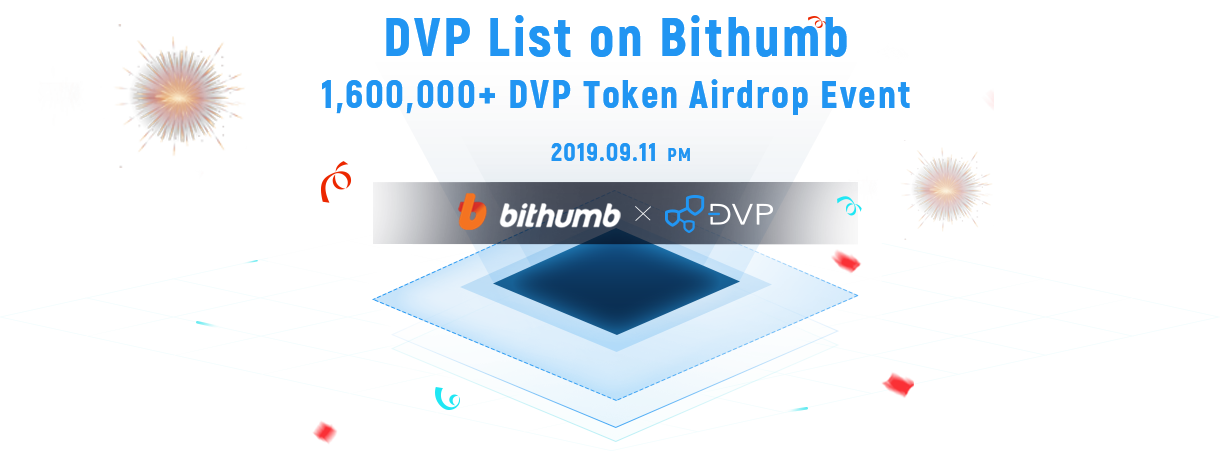 DVP List on Bithumb
1,600,000+ DVP Token Airdrop Event
2019.09.11 PM
bithumb × DVP